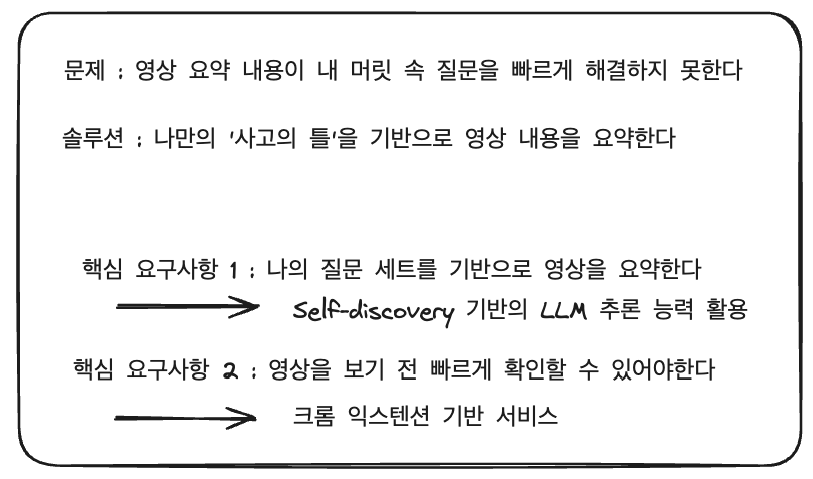 문제 : 영상 요약 내용이 내 머릿 속 질문을 빠르게 해결하지 못한다
솔루션 : 나만의 '사고의 틀'을 기반으로 영상 내용을 요약한다
핵심 요구사항 1 : 나의 질문 세트를 기반으로 영상을 요약한다
Self-discovery 기반의 LLM 추론 능력 활용
핵심 요구사항 2 : 영상을 보기 전 빠르게 확인할 수 있어야한다
크롬 익스텐션 기반 서비스